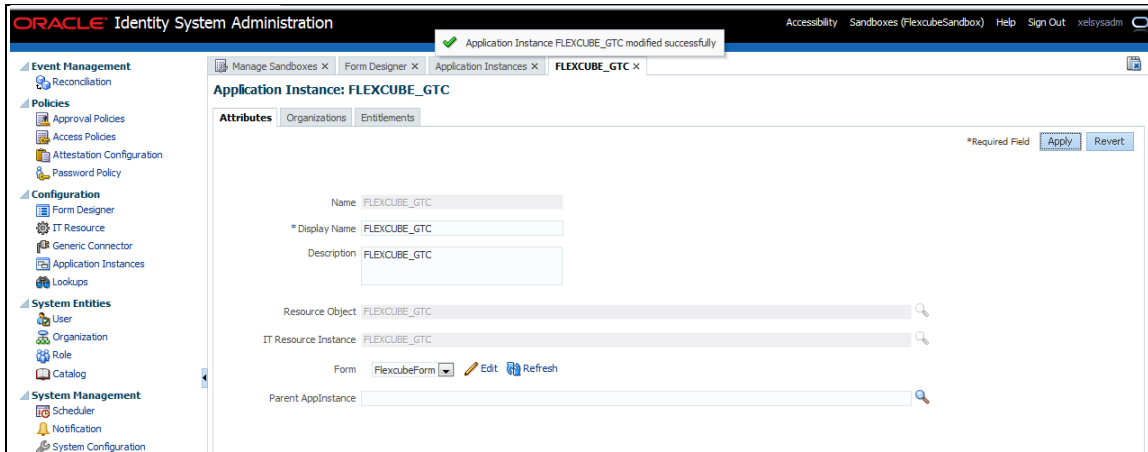 ORACLE Identity System Administration
Accessibility Sandboxes (FlexcubeSandbox) Help Sign Out xelsysadm
Application Instance FLEXCUBE_GTC modified successfully
Event Management
Reconciliation
Policies
Approval Policies
Access Policies
Attestation Configuration
Password Policy
Configuration
Form Designer
IT Resource
Generic Connector
Application Instances
Lookups
System Entities
User
Organization
Role
Catalog
System Management
Scheduler
Notification
System Configuration
Manage Sandboxes X Form Designer X Application Instances X FLEXCUBE_GTC X
Application Instance: FLEXCUBE_GTC
Attributes Organizations Entitlements
*Required Field Apply Revert
Name FLEXCUBE_GTC
* Display Name FLEXCUBE_GTC
Description FLEXCUBE_GTC
Resource Object FLEXCUBE_GTC
IT Resource Instance FLEXCUBE_GTC
Form FlexcubeForm Edit Refresh
Parent AppInstance